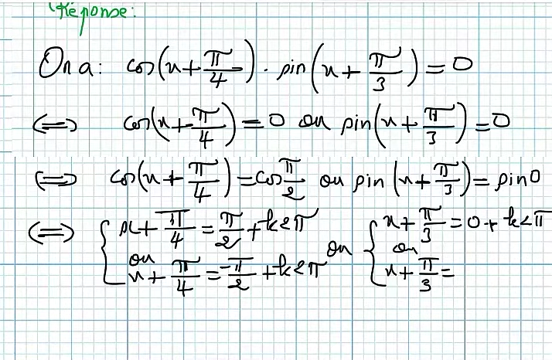 Réponse:
On a: cos(x+π/4) · sin(x+π/3) = 0
⟺ cos(x+π/4) = 0 ou sin(x+π/3) = 0
⟺ cos(x+π/4) = cos π/2 ou sin(x+π/3) = sin 0
⟺ { x+π/4 = π/2 + k2π ou x+π/4 = -π/2 + k2π ou { x+π/3 = 0 + k2π ou x+π/3 =